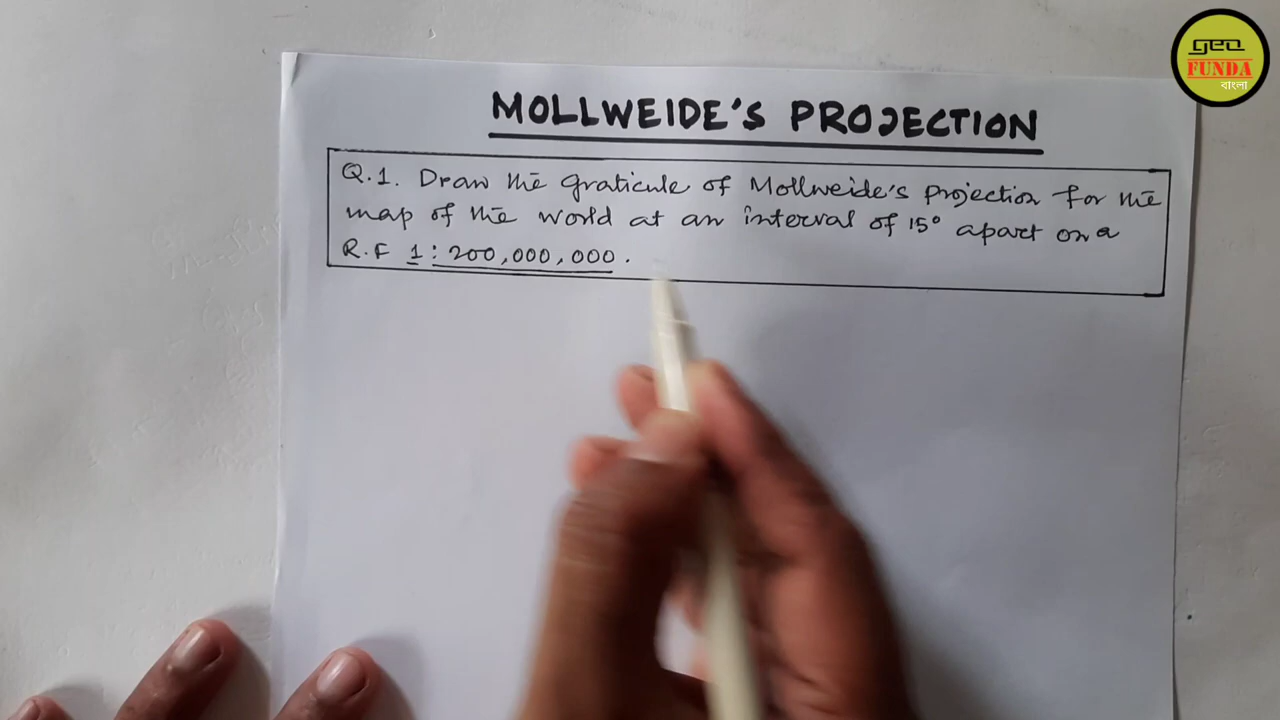 geo
FUNDA
বাংলা
MOLLWEIDE'S PROJECTION
Q.1. Draw the graticule of Mollweide's Projection for the
map of the world at an interval of 15° apart on a
R.F 1 : 200,000,000.